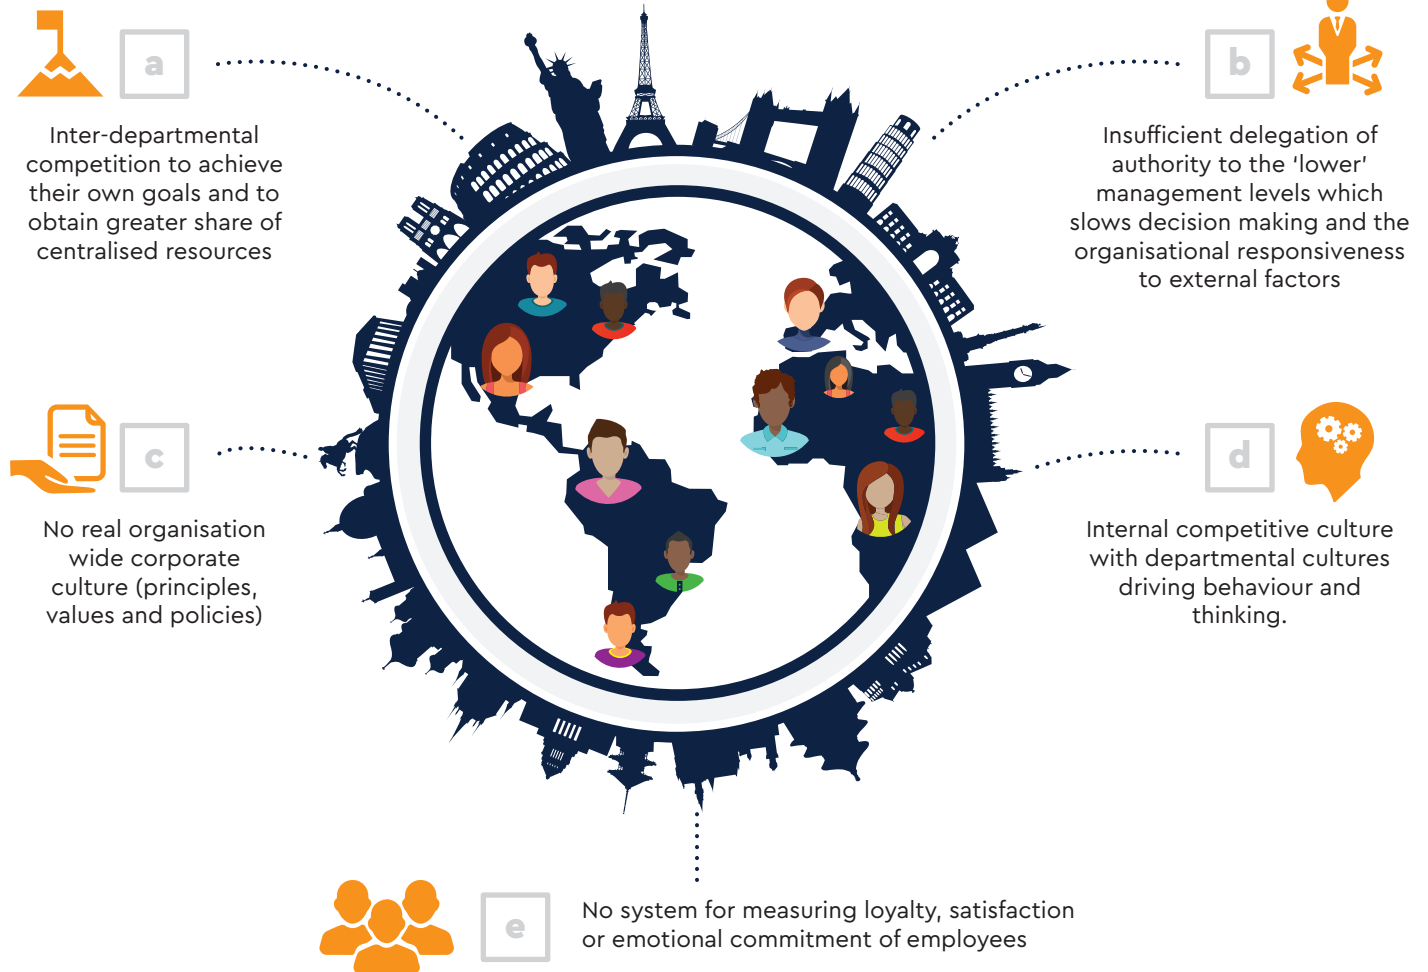 a
Inter-departmental
competition to achieve
their own goals and to
obtain greater share of
centralised resources
b
Insufficient delegation of
authority to the ‘lower’
management levels which
slows decision making and the
organisational responsiveness
to external factors
c
No real organisation
wide corporate
culture (principles,
values and policies)
d
Internal competitive culture
with departmental cultures
driving behaviour and
thinking.
e
No system for measuring loyalty, satisfaction
or emotional commitment of employees